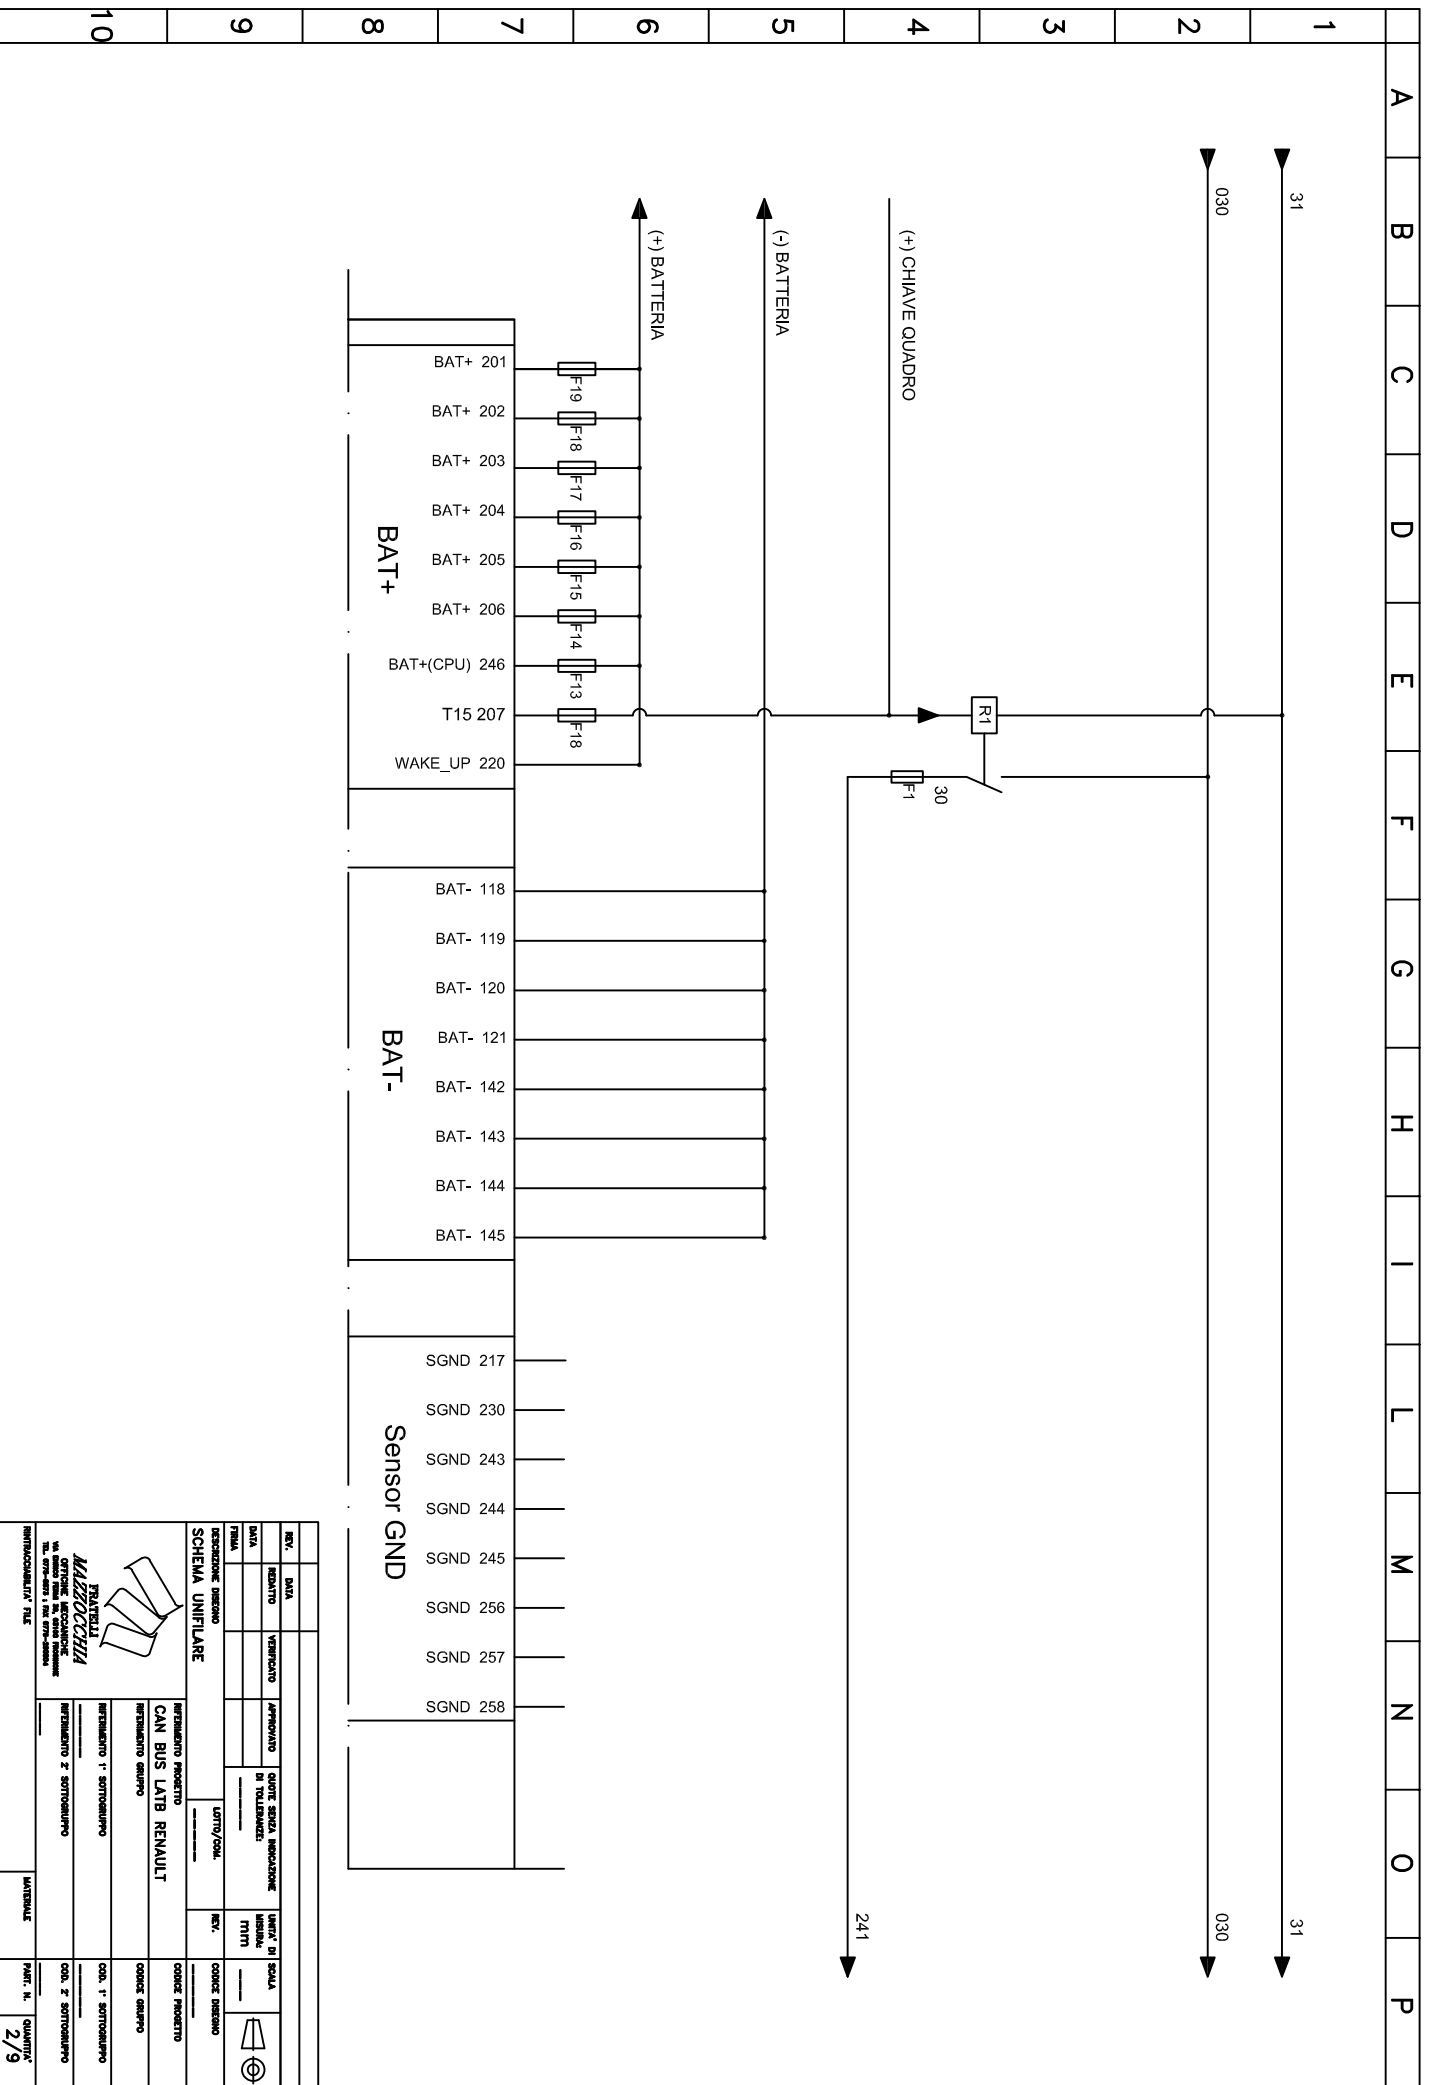 1
2
3
4
5
6
7
8
9
10
A
B
C
D
E
F
G
H
I
L
M
N
O
P
31
31
030
030
(+) CHIAVE QUADRO
(-) BATTERIA
(+) BATTERIA
R1
30
F1
241
F19
F18
F17
F16
F15
F14
F13
F18
BAT+ 201
BAT+ 202
BAT+ 203
BAT+ 204
BAT+ 205
BAT+ 206
BAT+(CPU) 246
T15 207
WAKE_UP 220
BAT+
BAT- 118
BAT- 119
BAT- 120
BAT- 121
BAT- 142
BAT- 143
BAT- 144
BAT- 145
BAT-
SGND 217
SGND 230
SGND 243
SGND 244
SGND 245
SGND 256
SGND 257
SGND 258
Sensor GND
REV.
DATA
REDATTO
VERIFICATO
APPROVATO
DATA
FIRMA
QUOTE SENZA INDICAZIONE
DI TOLLERANZE:
UNITA' DI
MISURA:
mm
SCALA
DESCRIZIONE DISEGNO
SCHEMA UNIFILARE
LOTTO/COM.
REV.
CODICE DISEGNO
RIFERIMENTO PROGETTO
CAN BUS LATB RENAULT
CODICE PROGETTO
RIFERIMENTO GRUPPO
CODICE GRUPPO
RIFERIMENTO 1° SOTTOGRUPPO
COD. 1° SOTTOGRUPPO
RIFERIMENTO 2° SOTTOGRUPPO
COD. 2° SOTTOGRUPPO
FRATELLI
MAZZOCCHIA
OFFICINE MECCANICHE
RINTRACCIABILITA' FILE
MATERIALE
PART. N.
QUANTITA'
2/9